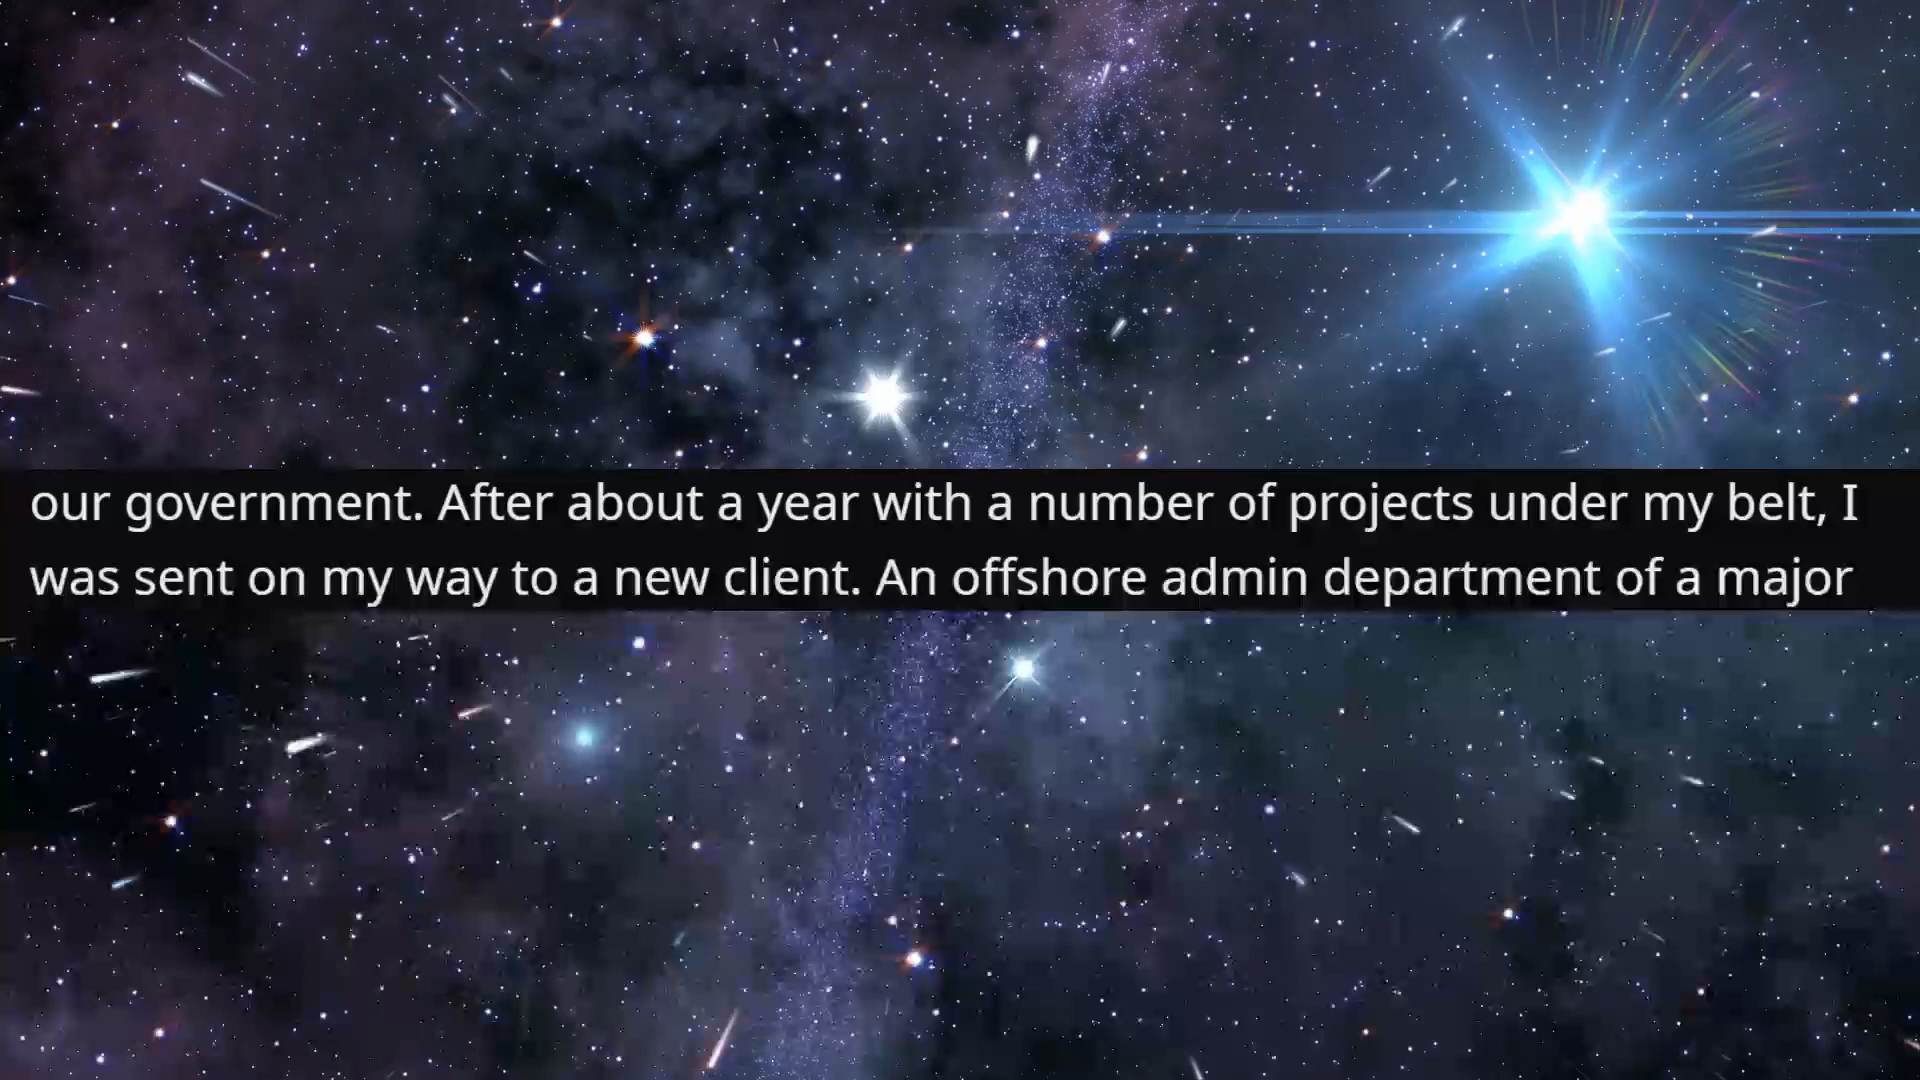 our government. After about a year with a number of projects under my belt, I
was sent on my way to a new client. An offshore admin department of a major